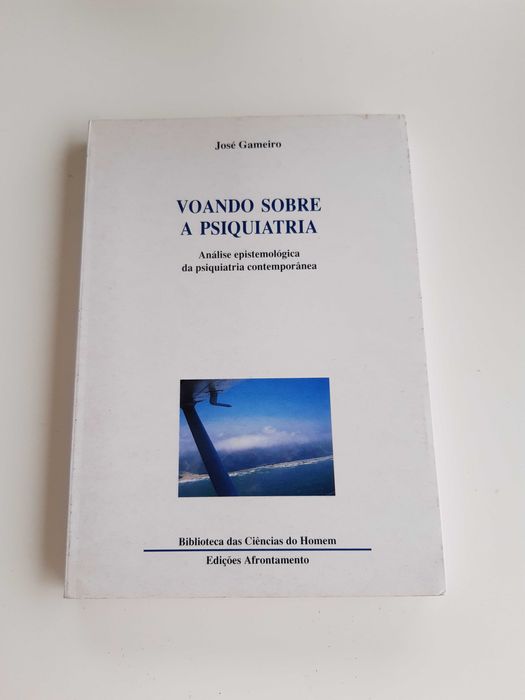 José Gameiro
VOANDO SOBRE
A PSIQUIATRIA
Análise epistemológica
da psiquiatria contemporânea
Biblioteca das Ciências do Homem
Edições Afrontamento